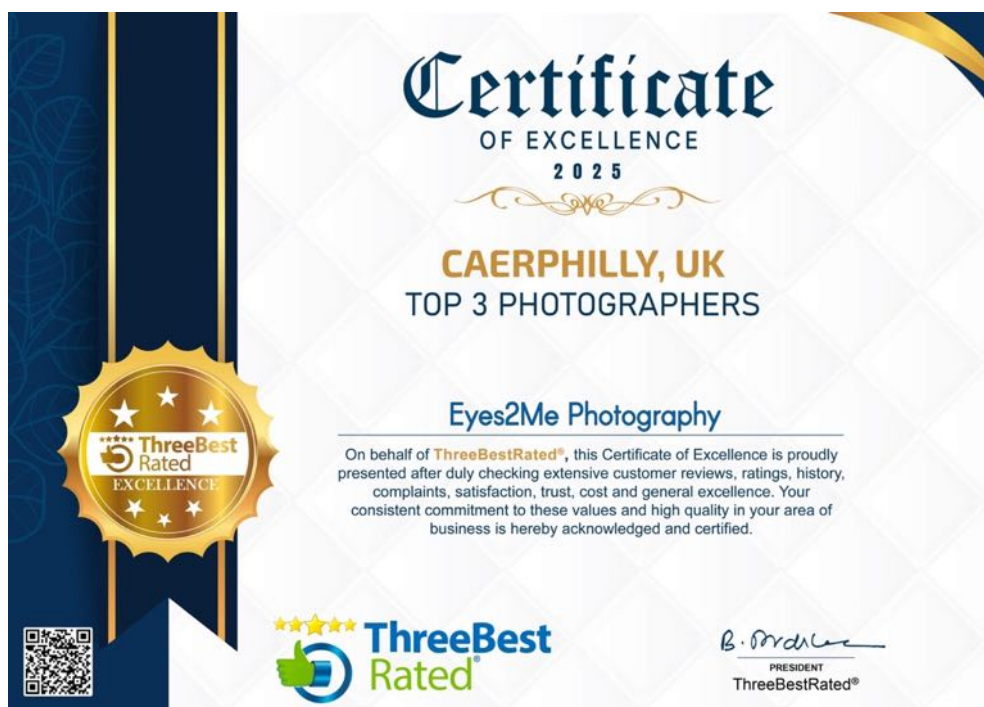 Certificate
OF EXCELLENCE
2025
CAERPHILLY, UK
TOP 3 PHOTOGRAPHERS
Eyes2Me Photography
On behalf of ThreeBestRated®, this Certificate of Excellence is proudly
presented after duly checking extensive customer reviews, ratings, history,
complaints, satisfaction, trust, cost and general excellence. Your
consistent commitment to these values and high quality in your area of
business is hereby acknowledged and certified.
ThreeBest
Rated
EXCELLENCE
ThreeBest
Rated®
PRESIDENT
ThreeBestRated®